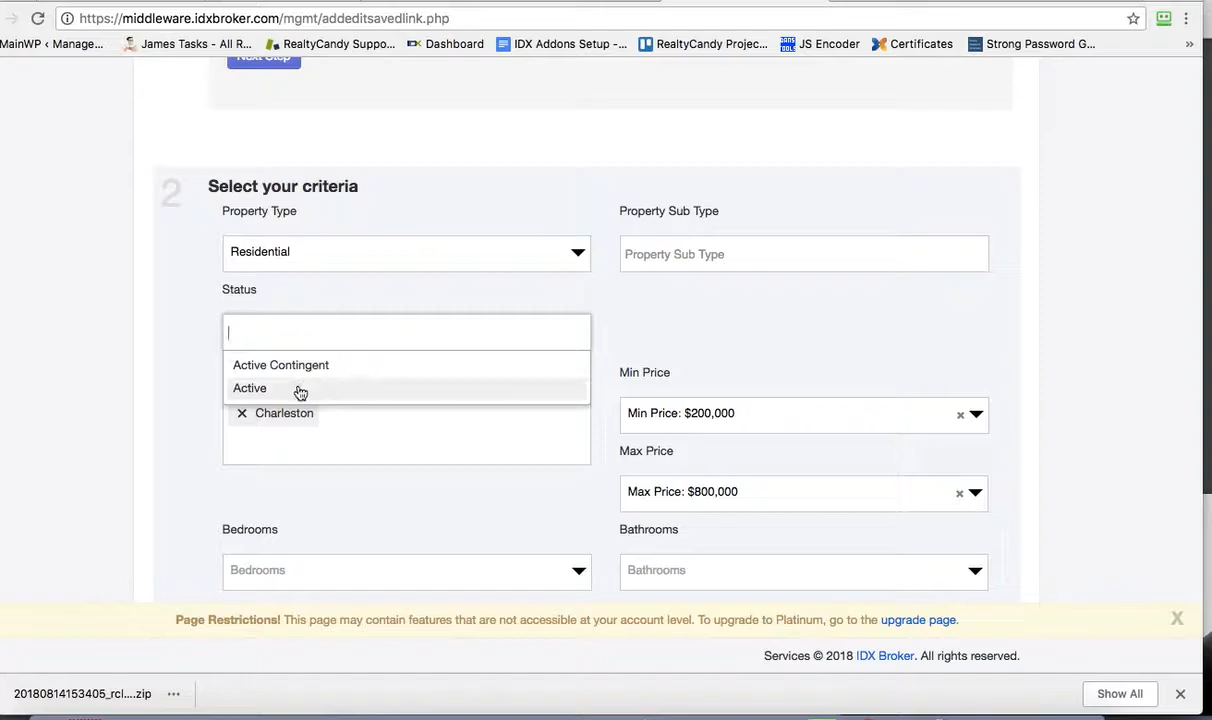 https://middleware.idxbroker.com/mgmt/addeditsavedlink.php
MainWP ‹ Manage... James Tasks - All R... RealtyCandy Suppo... Dashboard IDX Addons Setup -... RealtyCandy Projec... JS Encoder Certificates Strong Password G... »
Next Step
2 Select your criteria
Property Type Property Sub Type
Residential Property Sub Type
Status
Active Contingent
Min Price
Active
× Charleston Min Price: $200,000 ×
Max Price
Max Price: $800,000 ×
Bedrooms Bathrooms
Bedrooms Bathrooms
Page Restrictions! This page may contain features that are not accessible at your account level. To upgrade to Platinum, go to the upgrade page. X
Services © 2018 IDX Broker. All rights reserved.
20180814153405_rcl....zip ... Show All ×